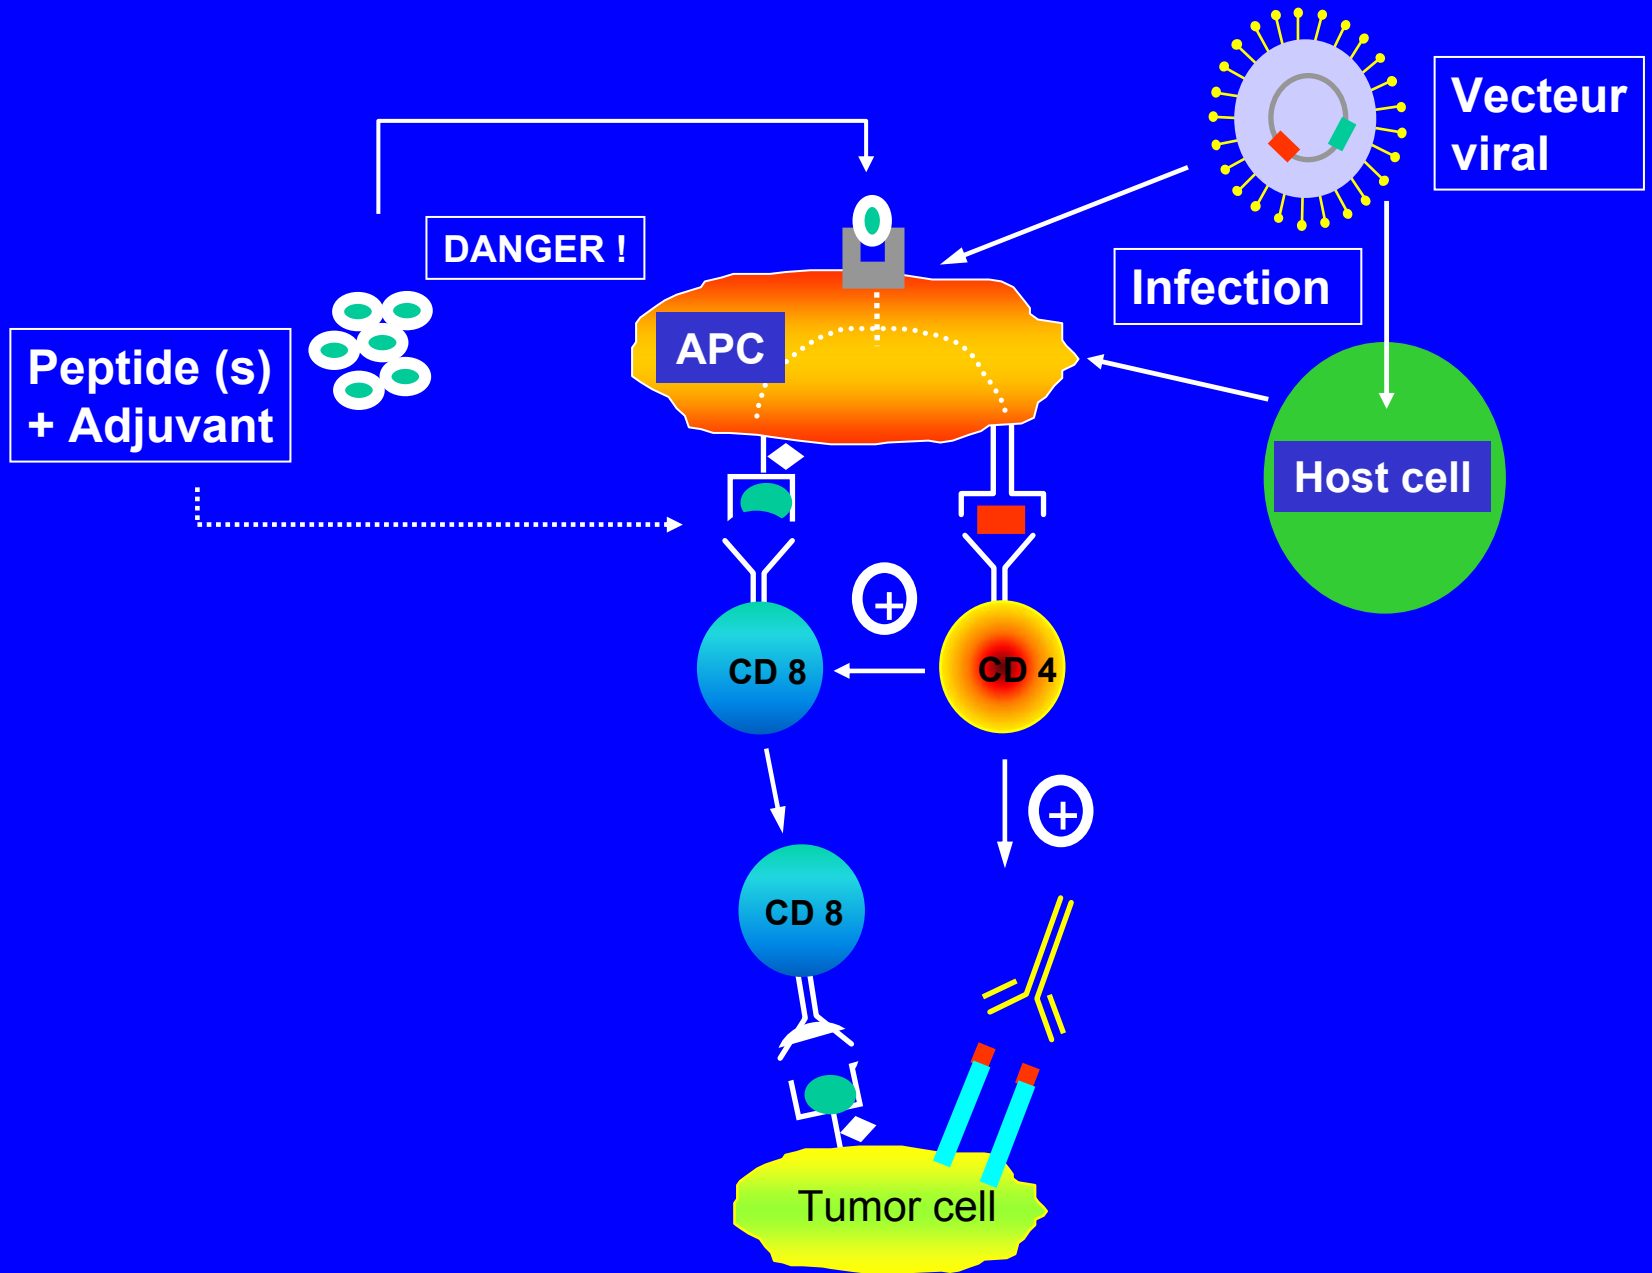 Vecteur
viral
DANGER !
Infection
Peptide (s)
+ Adjuvant
APC
Host cell
+
CD 8
CD 4
+
CD 8
Tumor cell